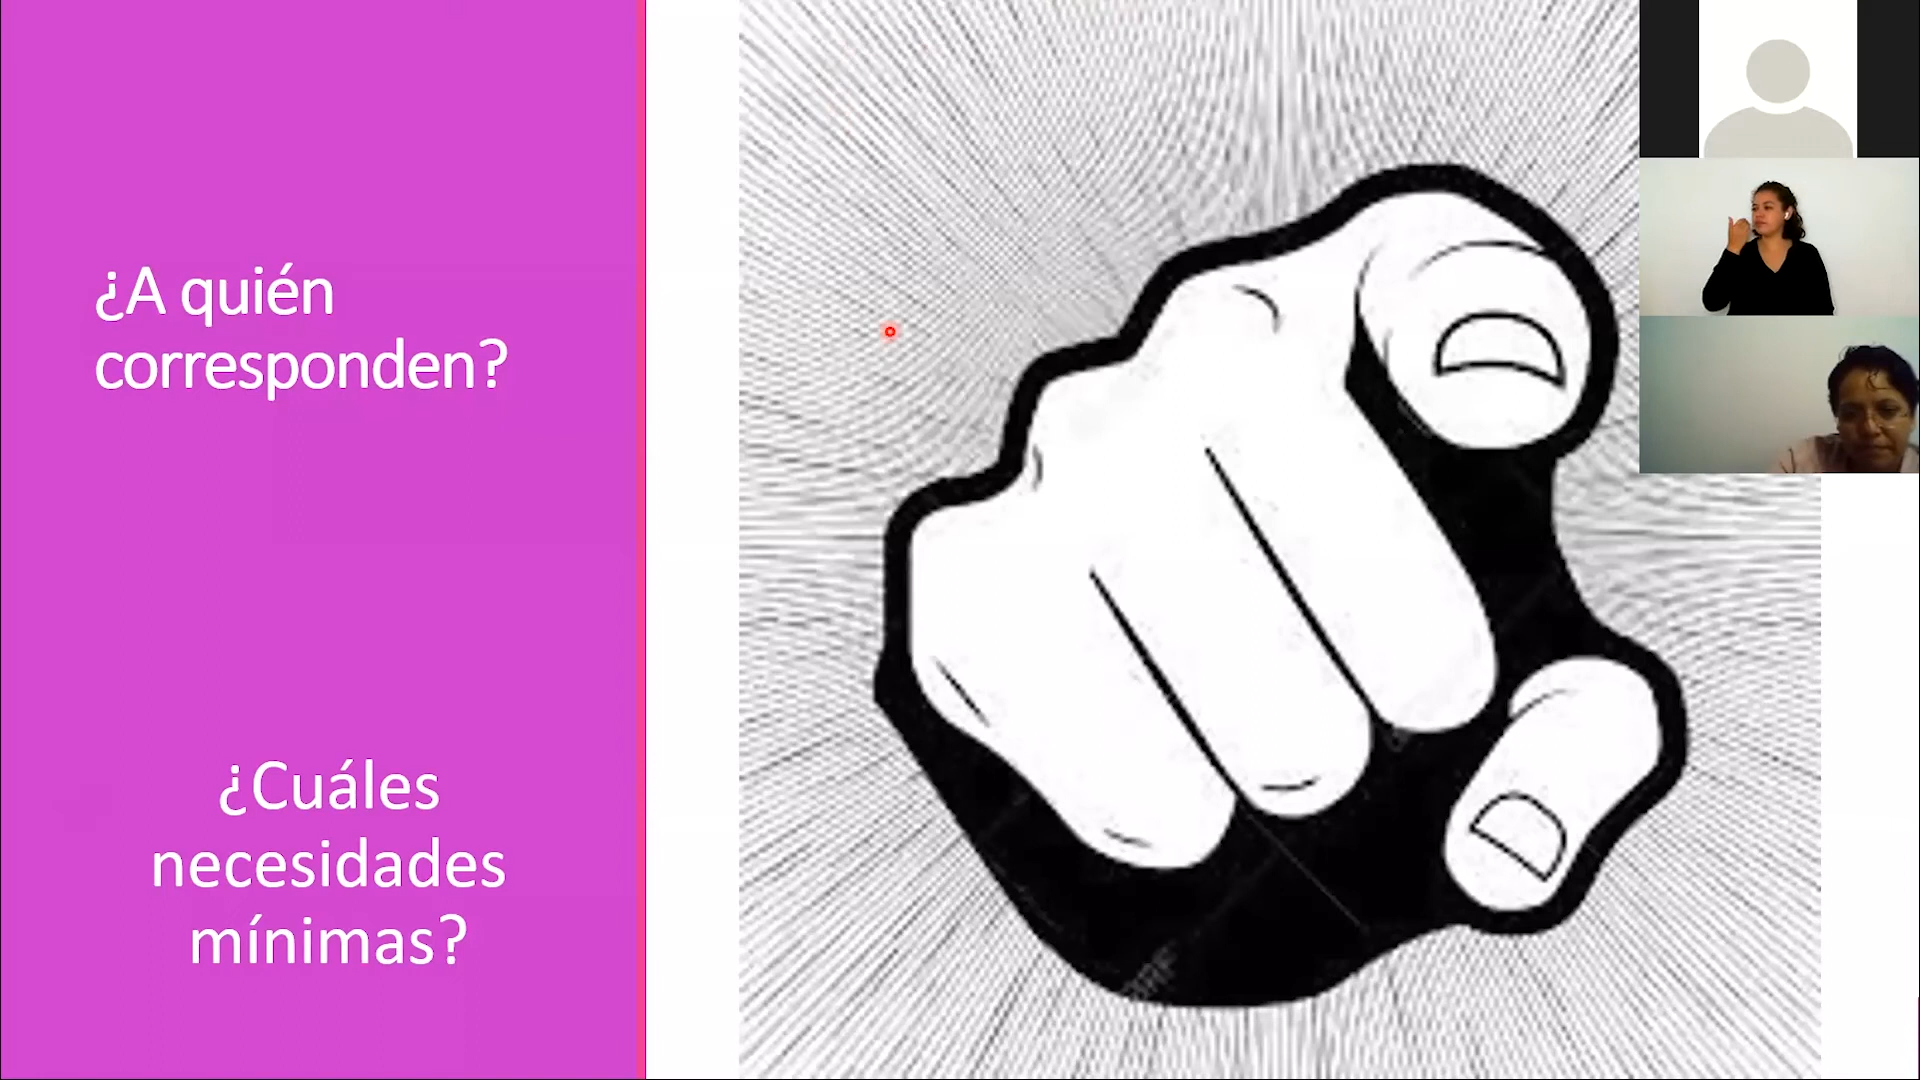 ¿A quién
corresponden?
¿Cuáles
necesidades
mínimas?